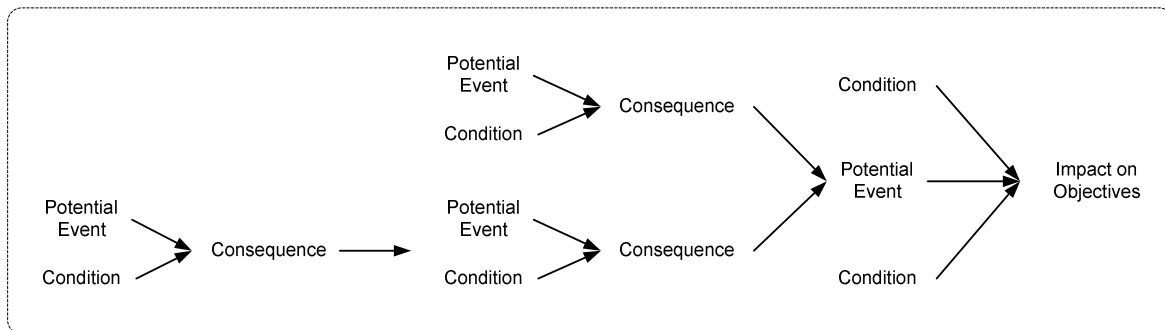 Potential
Event
Condition
Consequence
Potential
Event
Condition
Consequence
Potential
Event
Condition
Consequence
Condition
Potential
Event
Condition
Impact on
Objectives